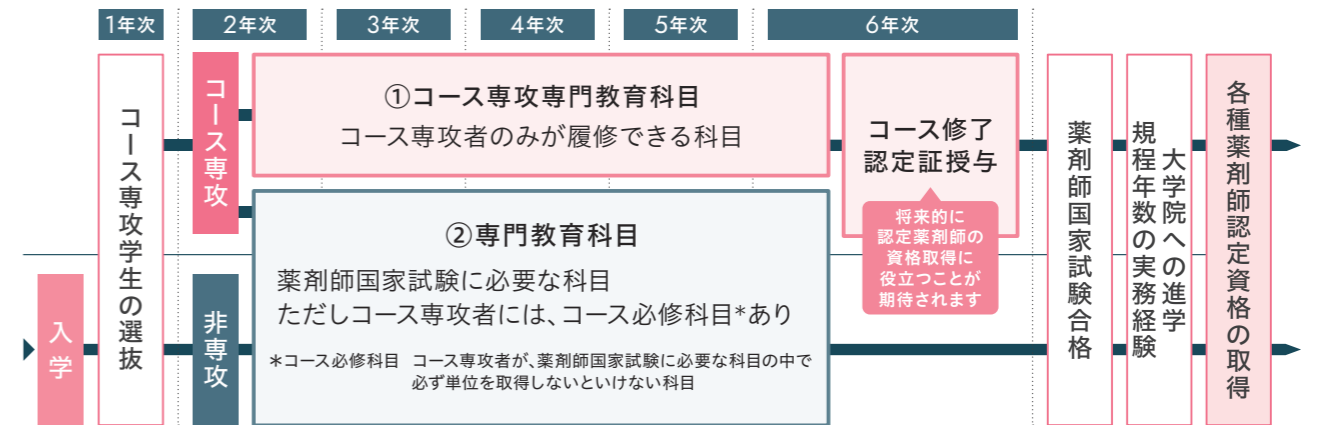 1年次
2年次
3年次
4年次
5年次
6年次
入学
コース専攻学生の選抜
コース専攻
非専攻
①コース専攻専門教育科目
コース専攻者のみが履修できる科目
②専門教育科目
薬剤師国家試験に必要な科目
ただしコース専攻者には、コース必修科目*あり
*コース必修科目 コース専攻者が、薬剤師国家試験に必要な科目の中で
必ず単位を取得しないといけない科目
コース修了
認定証授与
将来的に
認定薬剤師の
資格取得に
役立つことが
期待されます
薬剤師国家試験合格
大学院への進学
規程年数の実務経験
各種薬剤師認定資格の取得